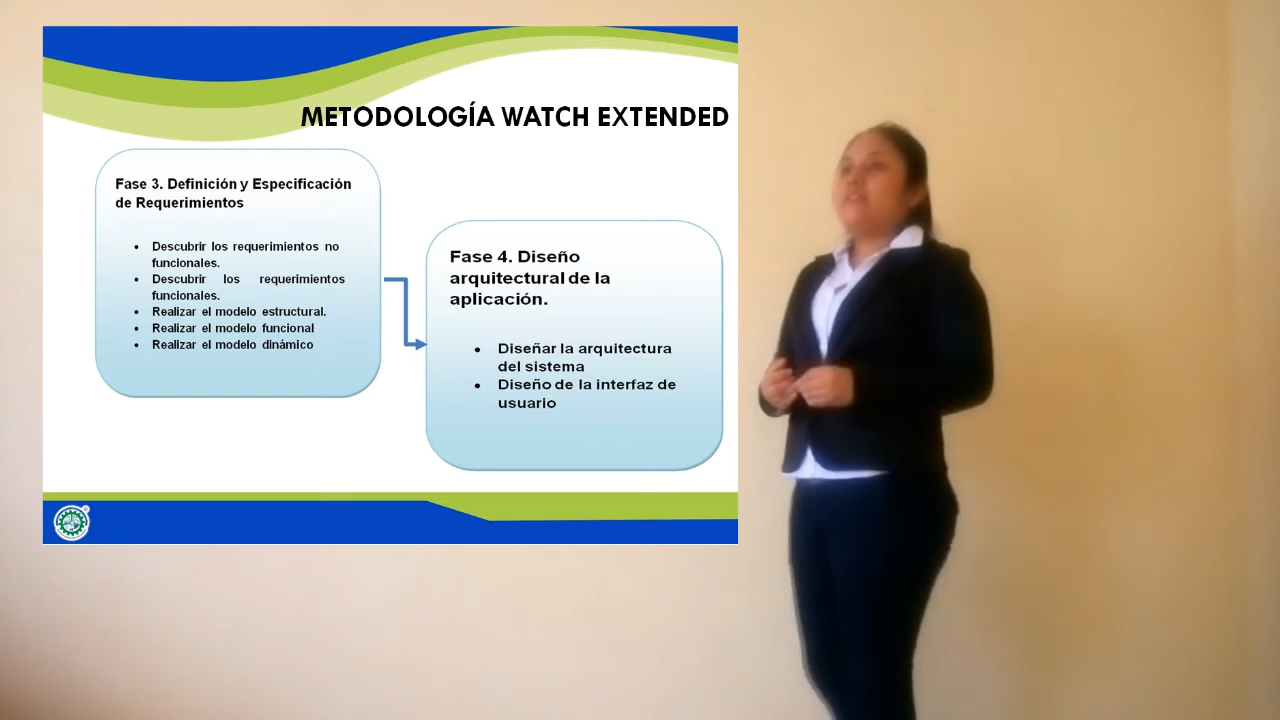 METODOLOGÍA WATCH EXTENDED
Fase 3. Definición y Especificación
de Requerimientos
• Descubrir los requerimientos no
funcionales.
• Descubrir los requerimientos
funcionales.
• Realizar el modelo estructural.
• Realizar el modelo funcional
• Realizar el modelo dinámico
Fase 4. Diseño
arquitectural de la
aplicación.
• Diseñar la arquitectura
del sistema
• Diseño de la interfaz de
usuario